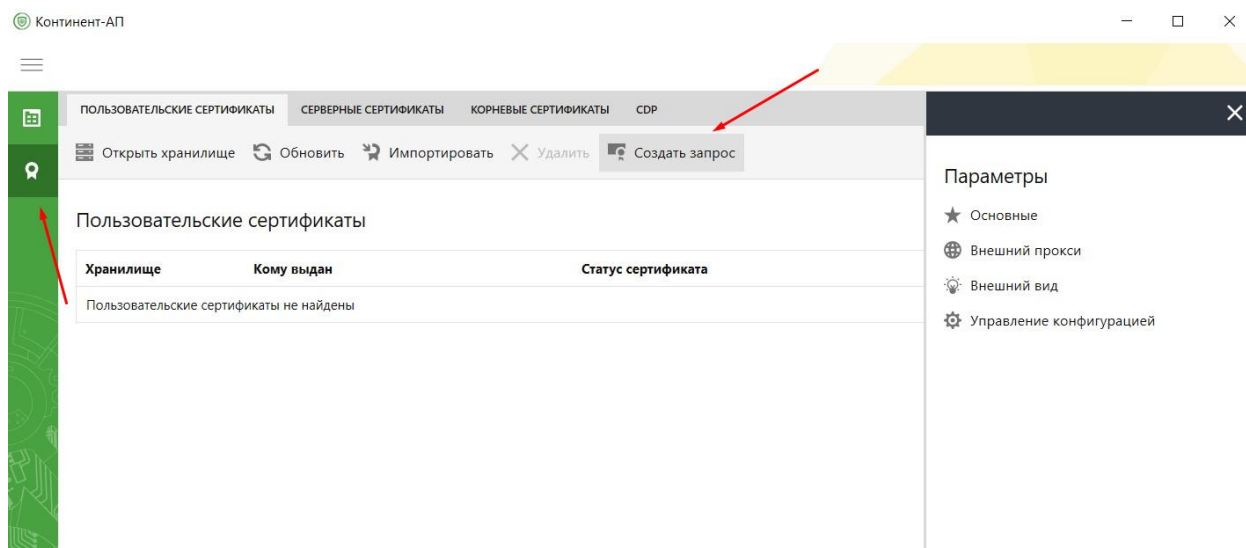 Континент-АП
ПОЛЬЗОВАТЕЛЬСКИЕ СЕРТИФИКАТЫ СЕРВЕРНЫЕ СЕРТИФИКАТЫ КОРНЕВЫЕ СЕРТИФИКАТЫ CDP
Открыть хранилище Обновить Импортировать Удалить Создать запрос
Пользовательские сертификаты
Хранилище Кому выдан Статус сертификата
Пользовательские сертификаты не найдены
Параметры
Основные
Внешний прокси
Внешний вид
Управление конфигурацией